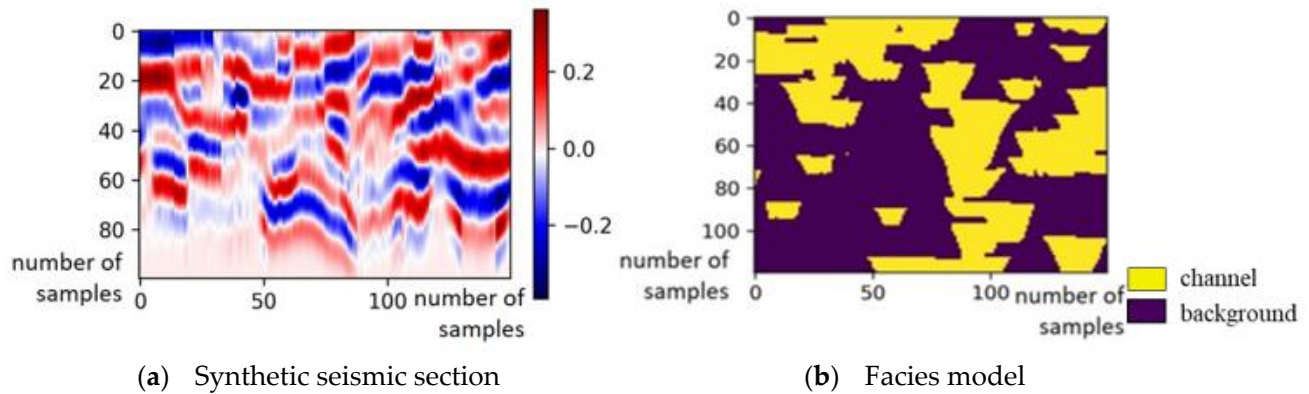 0
20
40
60
80
number of
samples
0
50
100
number of
samples
0.2
0.0
−0.2
(a) Synthetic seismic section
0
20
40
60
80
100
number of
samples
0
50
100
number of
samples
channel
background
(b) Facies model